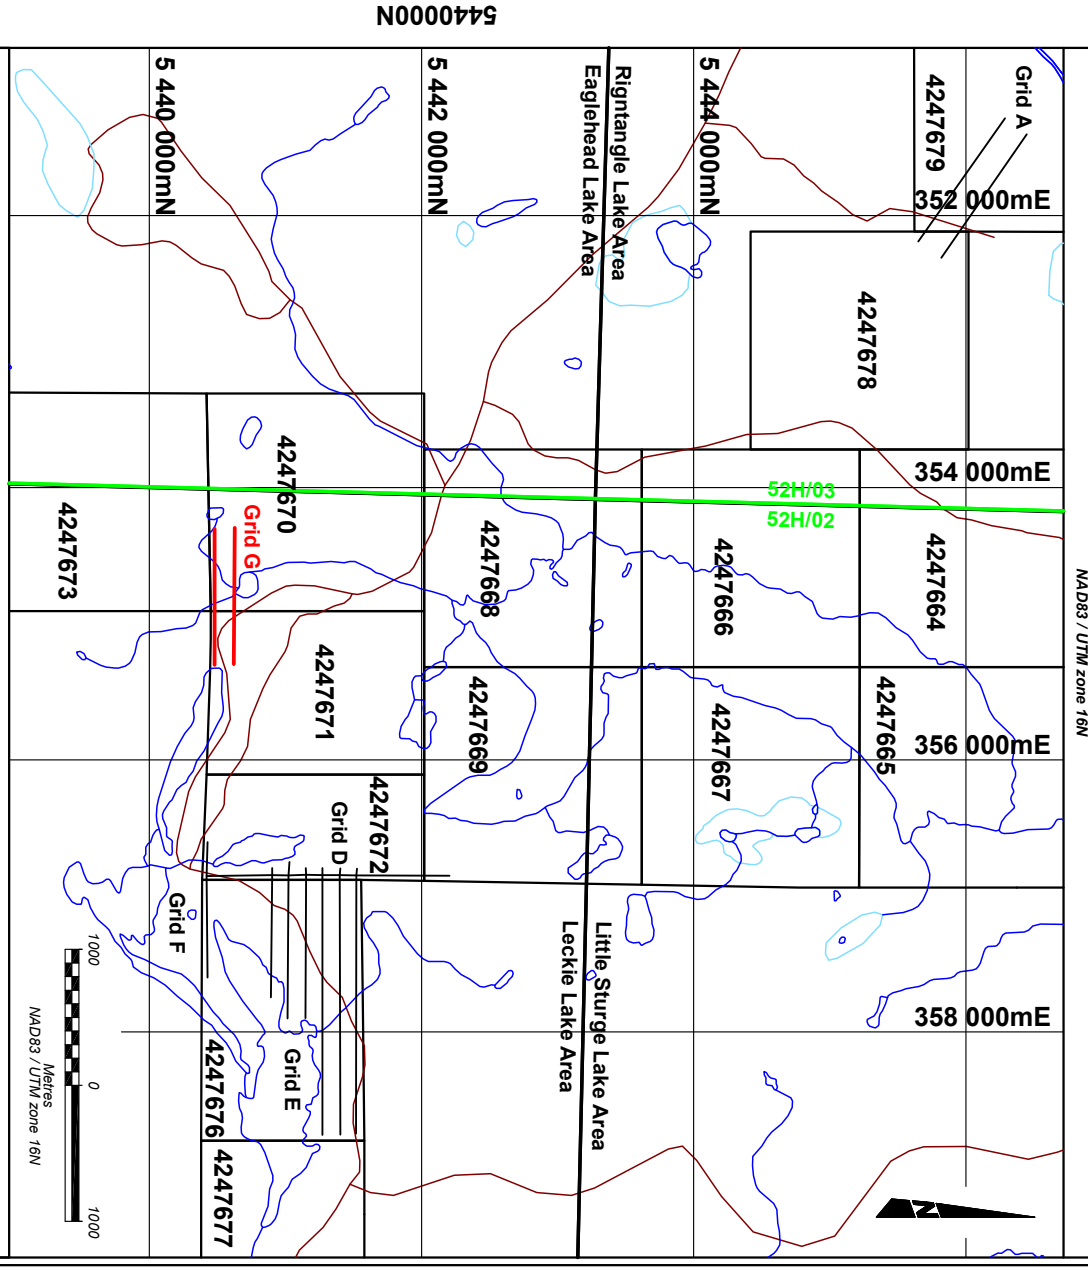 5440000N
5 440 000mN
5 442 000mN
5 444 000mN
Rigntangle Lake Area
Eaglehead Lake Area
4247679
Grid A
352 000mE
4247678
354 000mE
52H/03
52H/02
4247670
Grid G
4247673
4247668
4247666
4247664
NAD83 / UTM zone 16N
4247671
4247669
4247667
4247665
356 000mE
4247672
Grid D
Grid F
Little Sturge Lake Area
Leckie Lake Area
358 000mE
Grid E
4247676
4247677
1000
0
1000
Metres
NAD83 / UTM zone 16N
N